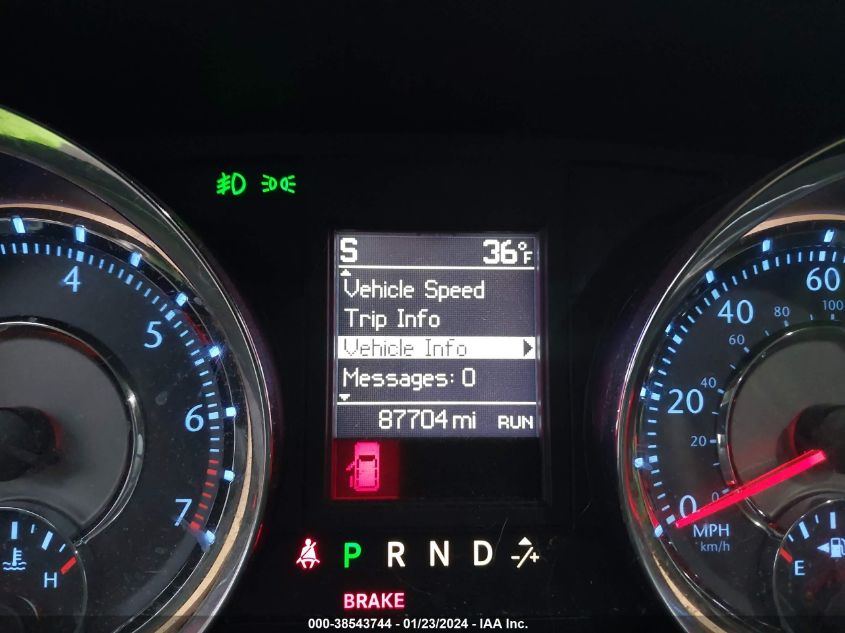 S 36°F
Vehicle Speed
Trip Info
Vehicle Info
Messages: 0
87704 mi RUN
4
5
6
7
H
0
20
40
60
0
20
40
60
80
100
MPH
km/h
E
P R N D -/+
BRAKE
000-38543744 - 01/23/2024 - IAA Inc.